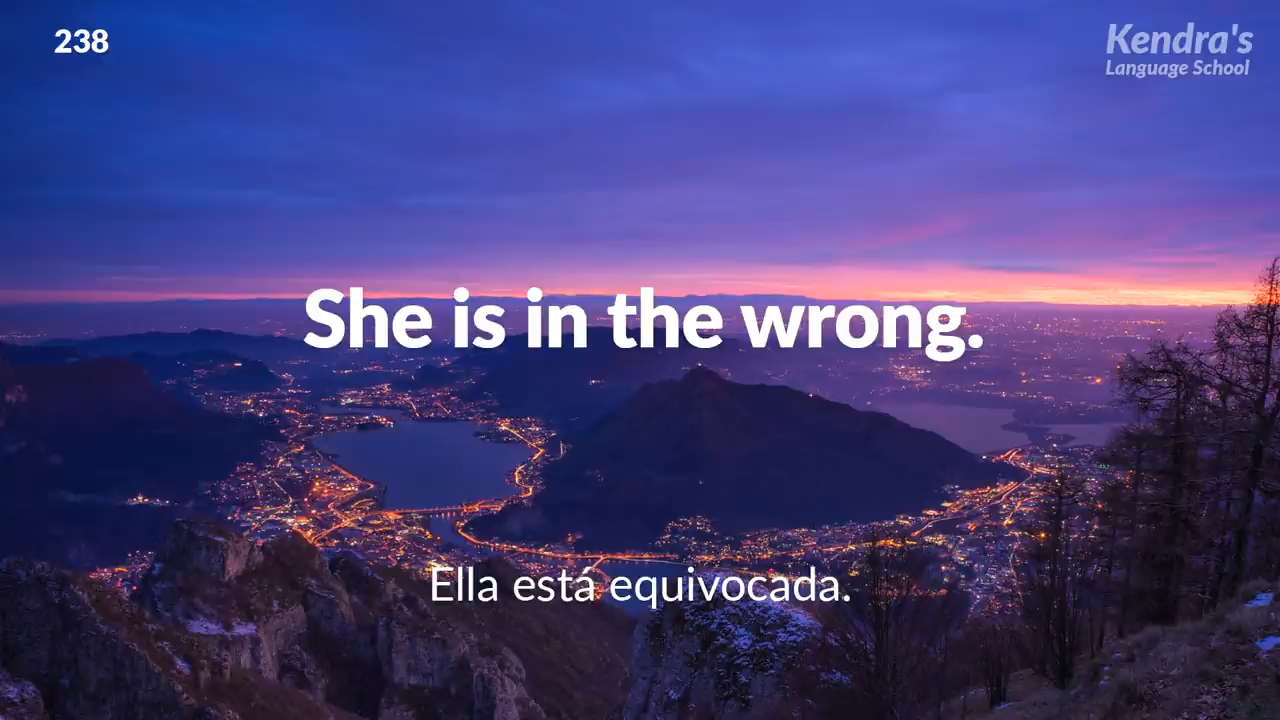 238
Kendra's
Language School
She is in the wrong.
Ella está equivocada.